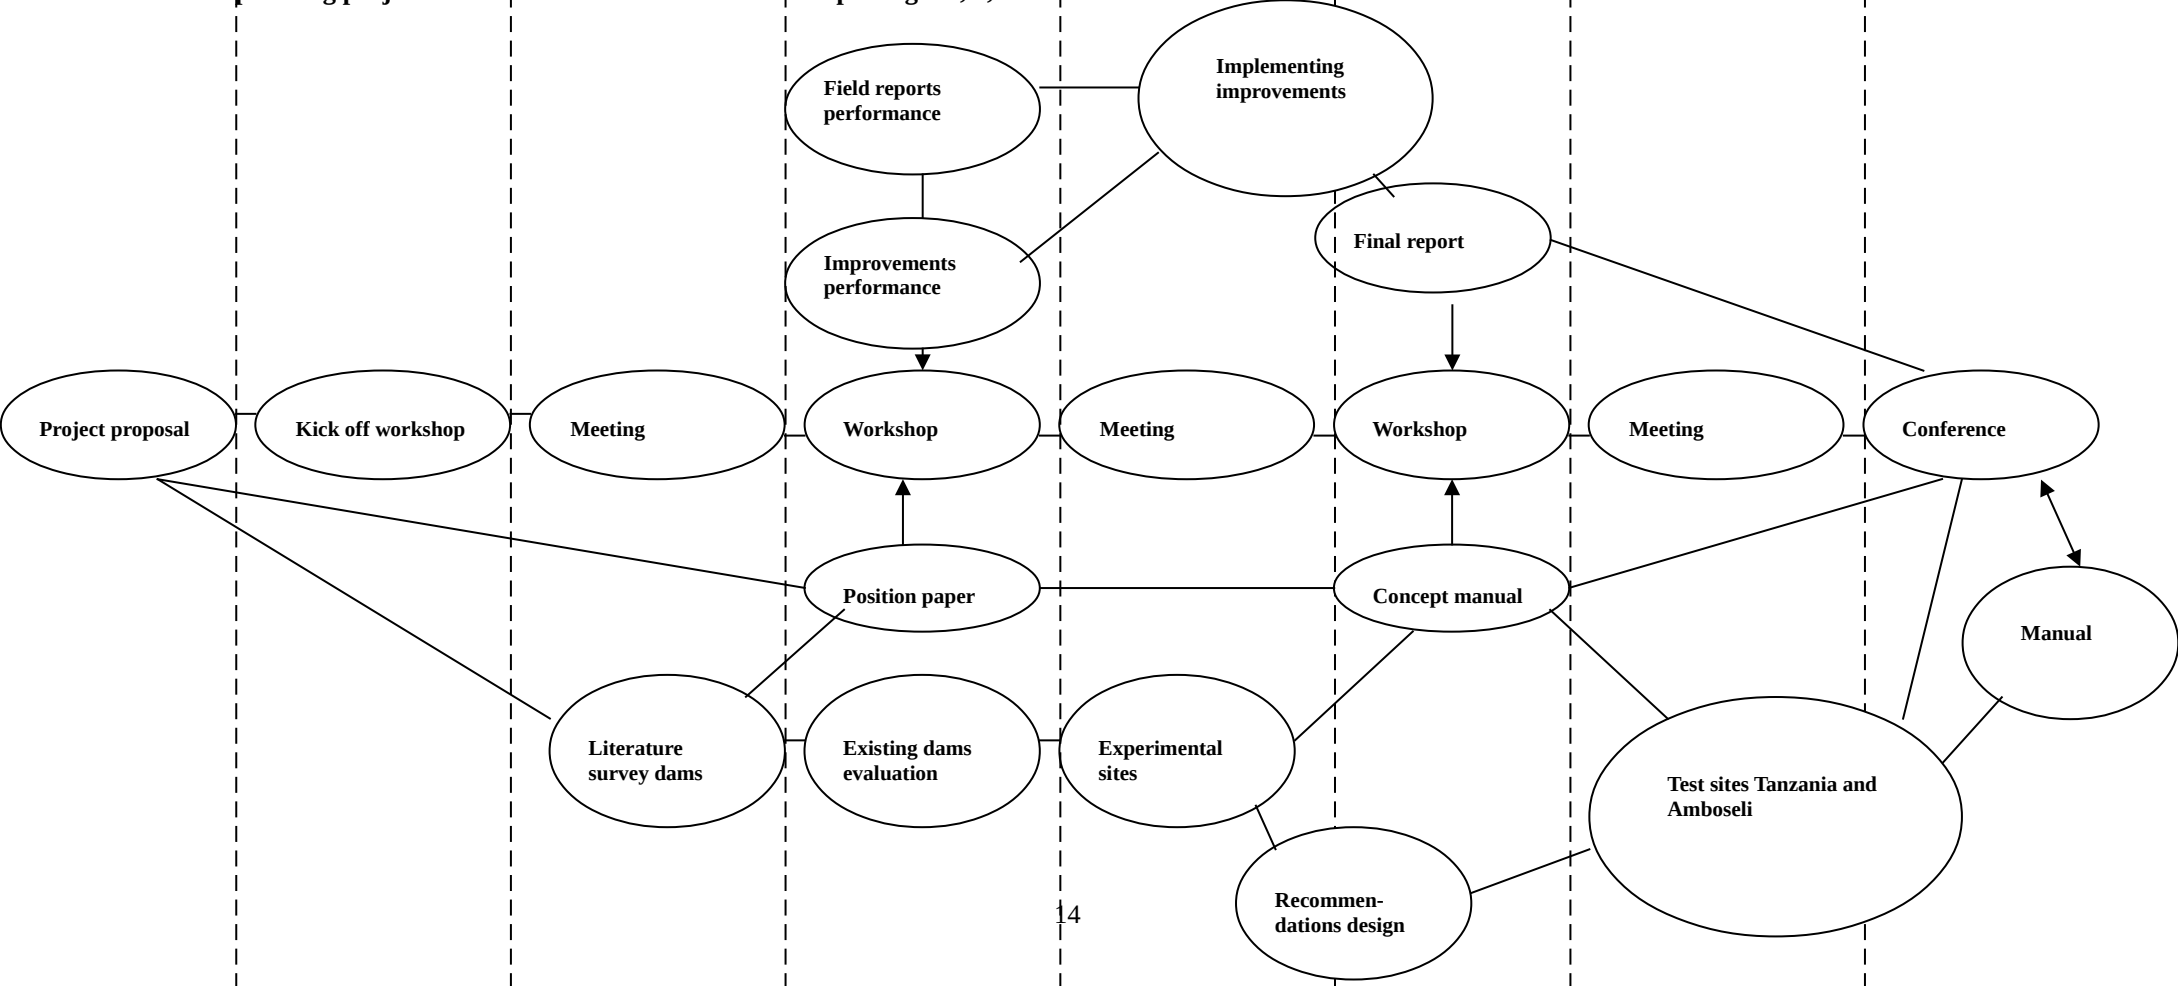 Implementing
improvements
Field reports
performance
Final report
Improvements
performance
Project proposal
Kick off workshop
Meeting
Workshop
Meeting
Workshop
Meeting
Conference
Position paper
Concept manual
Manual
Literature
survey dams
Existing dams
evaluation
Experimental
sites
Test sites Tanzania and
Amboseli
Recommen-
dations design
14